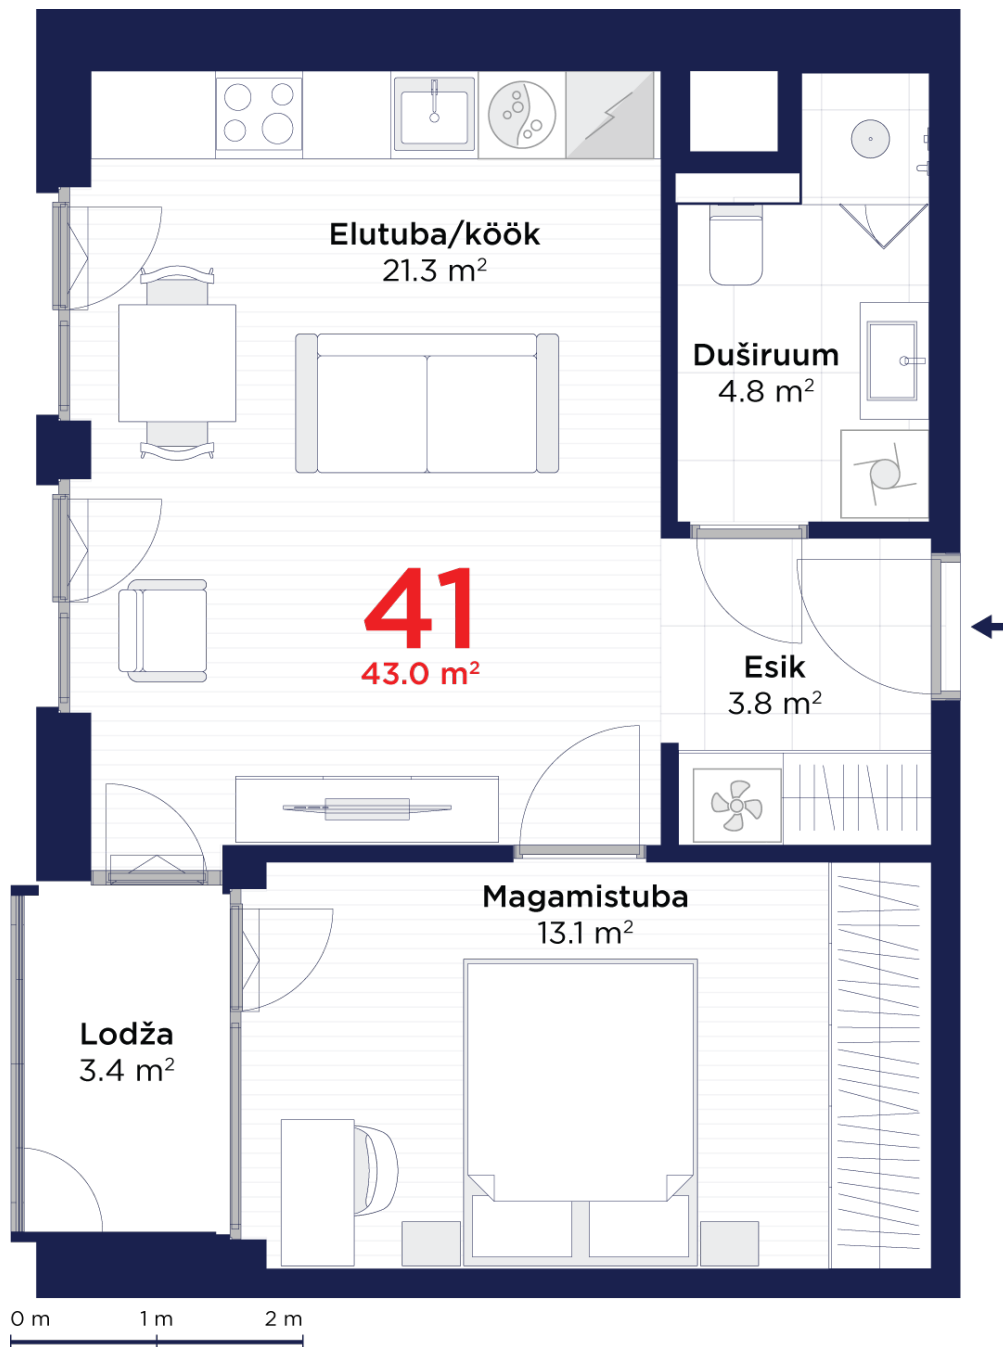 Elutuba/köök
21.3 m²
Duširuum
4.8 m²
41
43.0 m²
Esik
3.8 m²
Magamistuba
13.1 m²
Lodža
3.4 m²
0 m 1 m 2 m